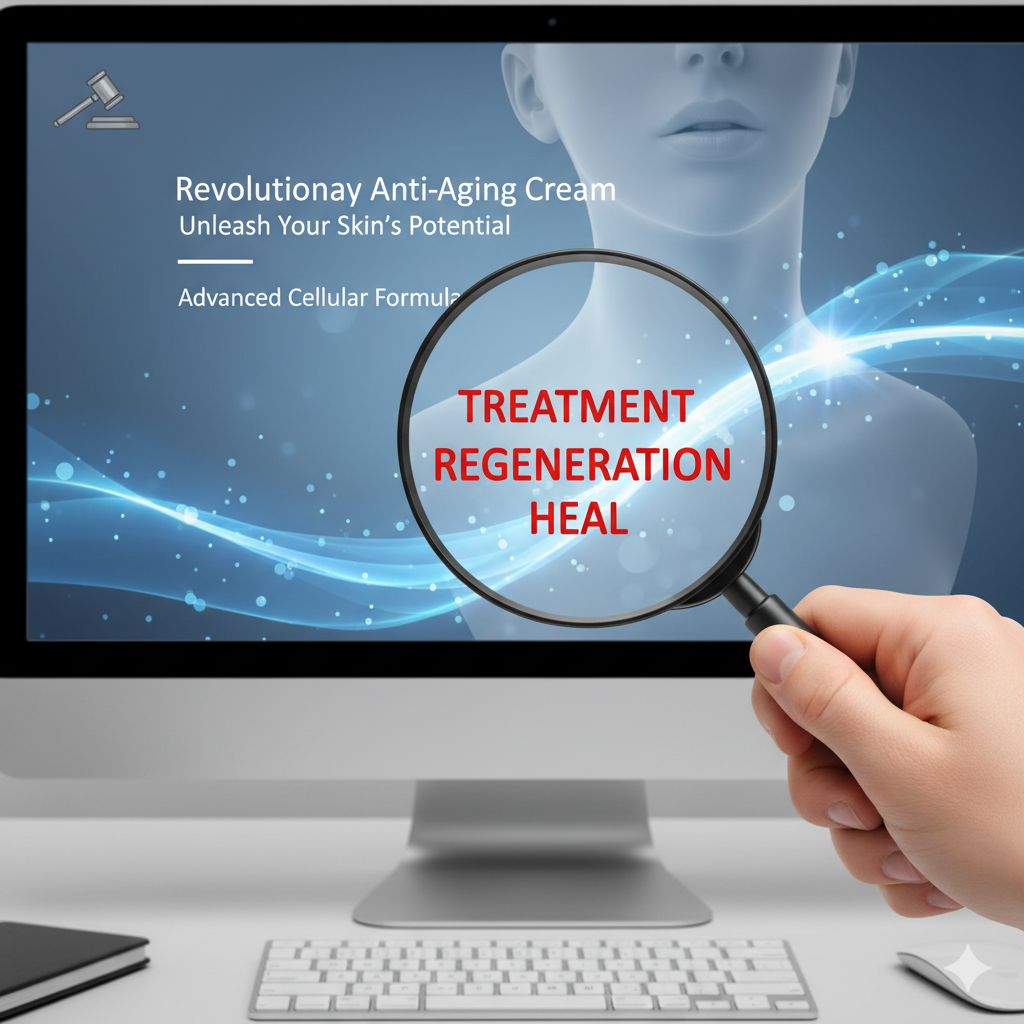 Revolutionay Anti-Aging Cream
Unleash Your Skin's Potential
Advanced Cellular Formula
TREATMENT
REGENERATION
HEAL